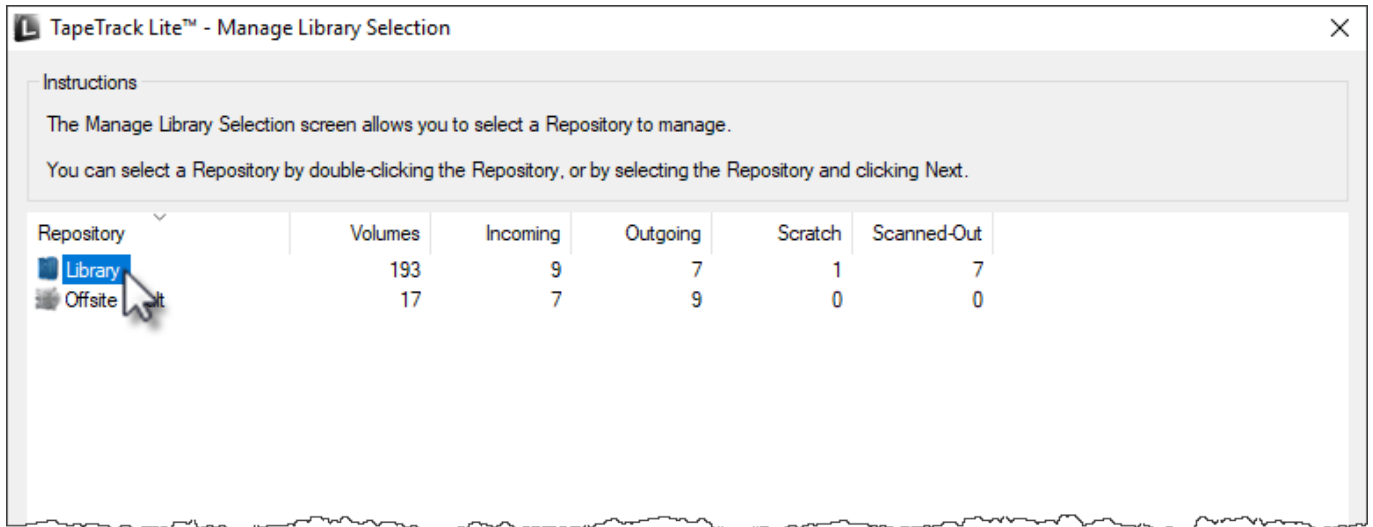 TapeTrack Lite™ - Manage Library Selection
Instructions
The Manage Library Selection screen allows you to select a Repository to manage.
You can select a Repository by double-clicking the Repository, or by selecting the Repository and clicking Next.
Repository Volumes Incoming Outgoing Scratch Scanned-Out
Library 193 9 7 1 7
Offsite 17 7 9 0 0